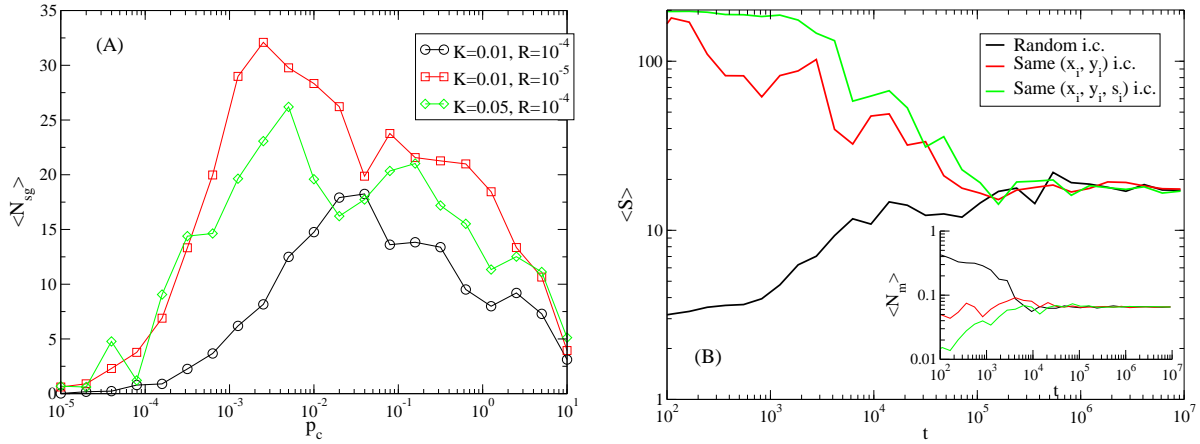 (A)
K=0.01, R=10^-4
K=0.01, R=10^-5
K=0.05, R=10^-4
35
30
25
20
15
10
5
0
<N_sg>
10^-5 10^-4 10^-3 10^-2 10^-1 10^0 10^1
p_c
Random i.c.
Same (x_i, y_i) i.c.
Same (x_i, y_i, s_i) i.c.
100
10
<S>
(B)
10^2 10^3 10^4 10^5 10^6 10^7
t
1
0.1
0.01
<N_m>
10^2 10^3 10^4 10^5 10^6 10^7
t